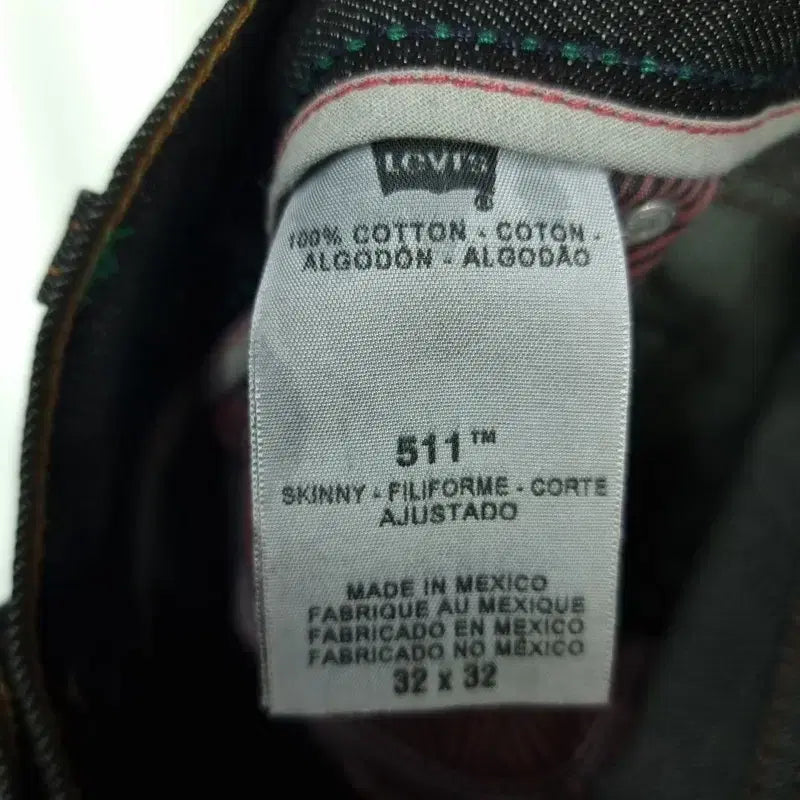 LEVI'S
®
100% COTTON - COTON -
ALGODÓN - ALGODÃO
511™
SKINNY - FILIFORME - CORTE
AJUSTADO
MADE IN MEXICO
FABRIQUE AU MEXIQUE
FABRICADO EN MEXICO
FABRICADO NO MÉXICO
32 x 32